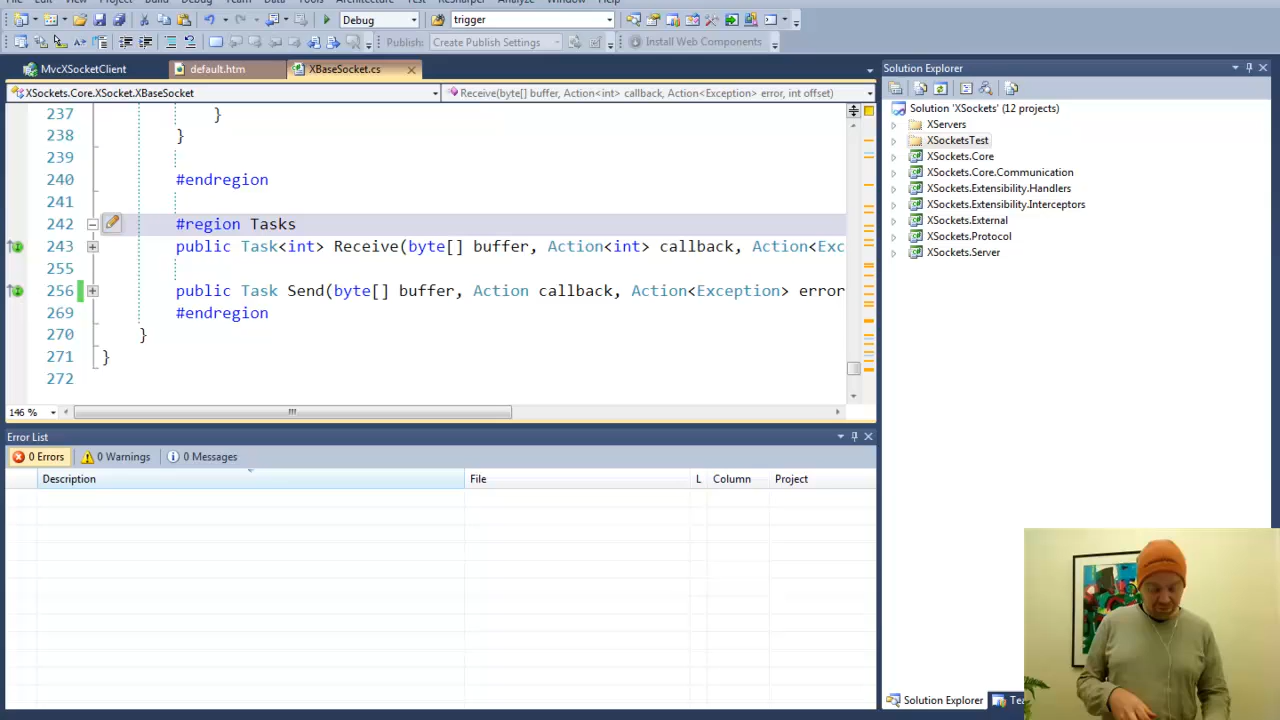 Debug
trigger
Publish: Create Publish Settings
Install Web Components
MvcXSocketClient
default.htm
XBaseSocket.cs
XSockets.Core.XSocket.XBaseSocket
Receive(byte[] buffer, Action<int> callback, Action<Exception> error, int offset)
237 }
238 }
239
240 #endregion
241
242 #region Tasks
243 public Task<int> Receive(byte[] buffer, Action<int> callback, Action<Exc
255
256 public Task Send(byte[] buffer, Action callback, Action<Exception> error
269 #endregion
270 }
271 }
272
146 %
Error List
0 Errors
0 Warnings
0 Messages
Description
File
L
Column
Project
Solution Explorer
Solution 'XSockets' (12 projects)
XServers
XSocketsTest
XSockets.Core
XSockets.Core.Communication
XSockets.Extensibility.Handlers
XSockets.Extensibility.Interceptors
XSockets.External
XSockets.Protocol
XSockets.Server
Solution Explorer
Tea